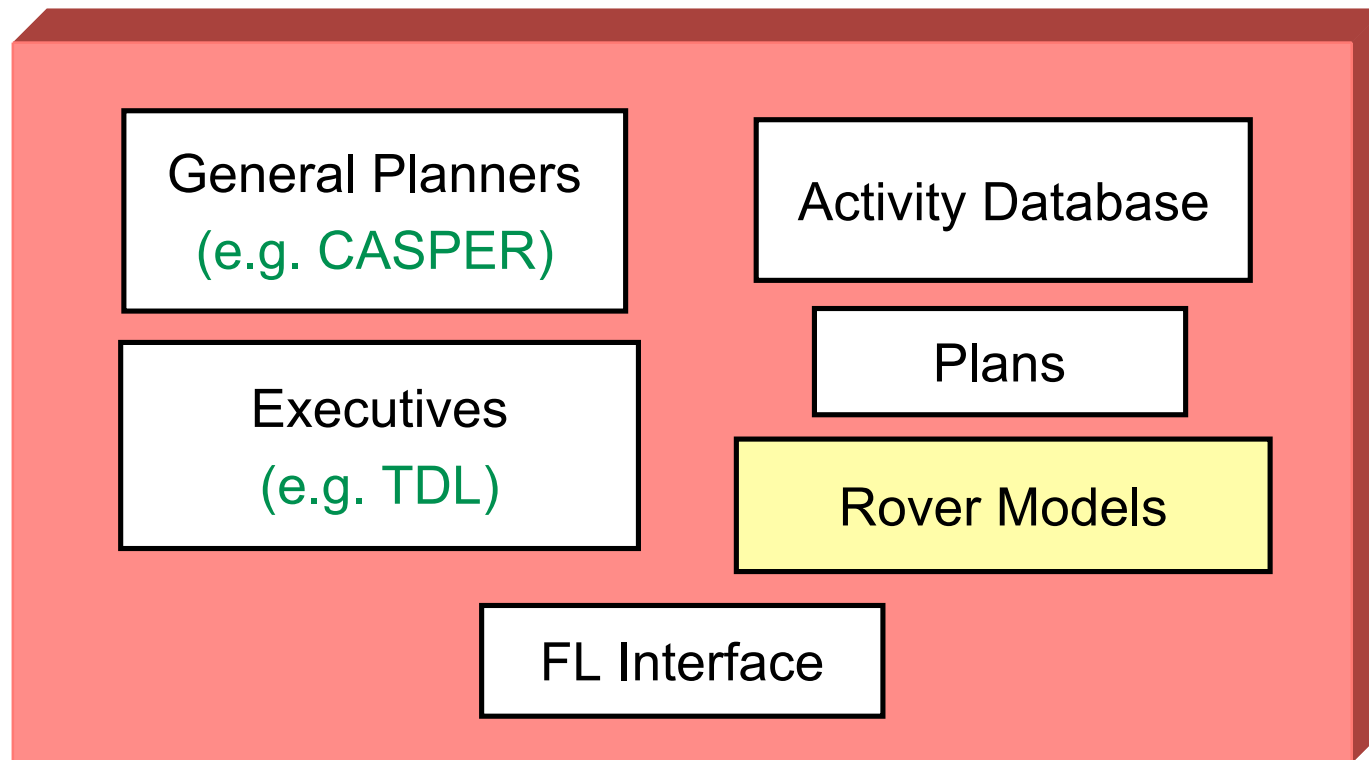 General Planners
(e.g. CASPER)
Executives
(e.g. TDL)
Activity Database
Plans
Rover Models
FL Interface